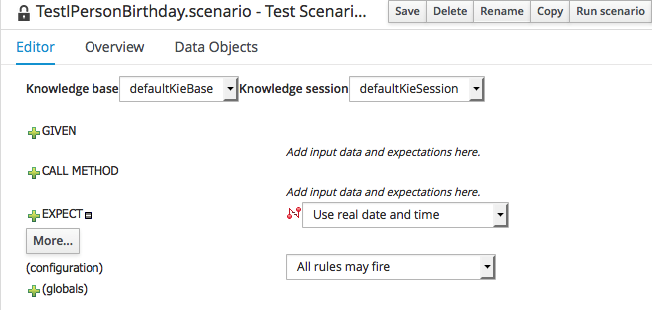 TestIPersonBirthday.scenario - Test Scenari...
Save Delete Rename Copy Run scenario
Editor Overview Data Objects
Knowledge base defaultKieBase Knowledge session defaultKieSession
GIVEN
Add input data and expectations here.
CALL METHOD
Add input data and expectations here.
EXPECT Use real date and time
More...
(configuration) All rules may fire
(globals)